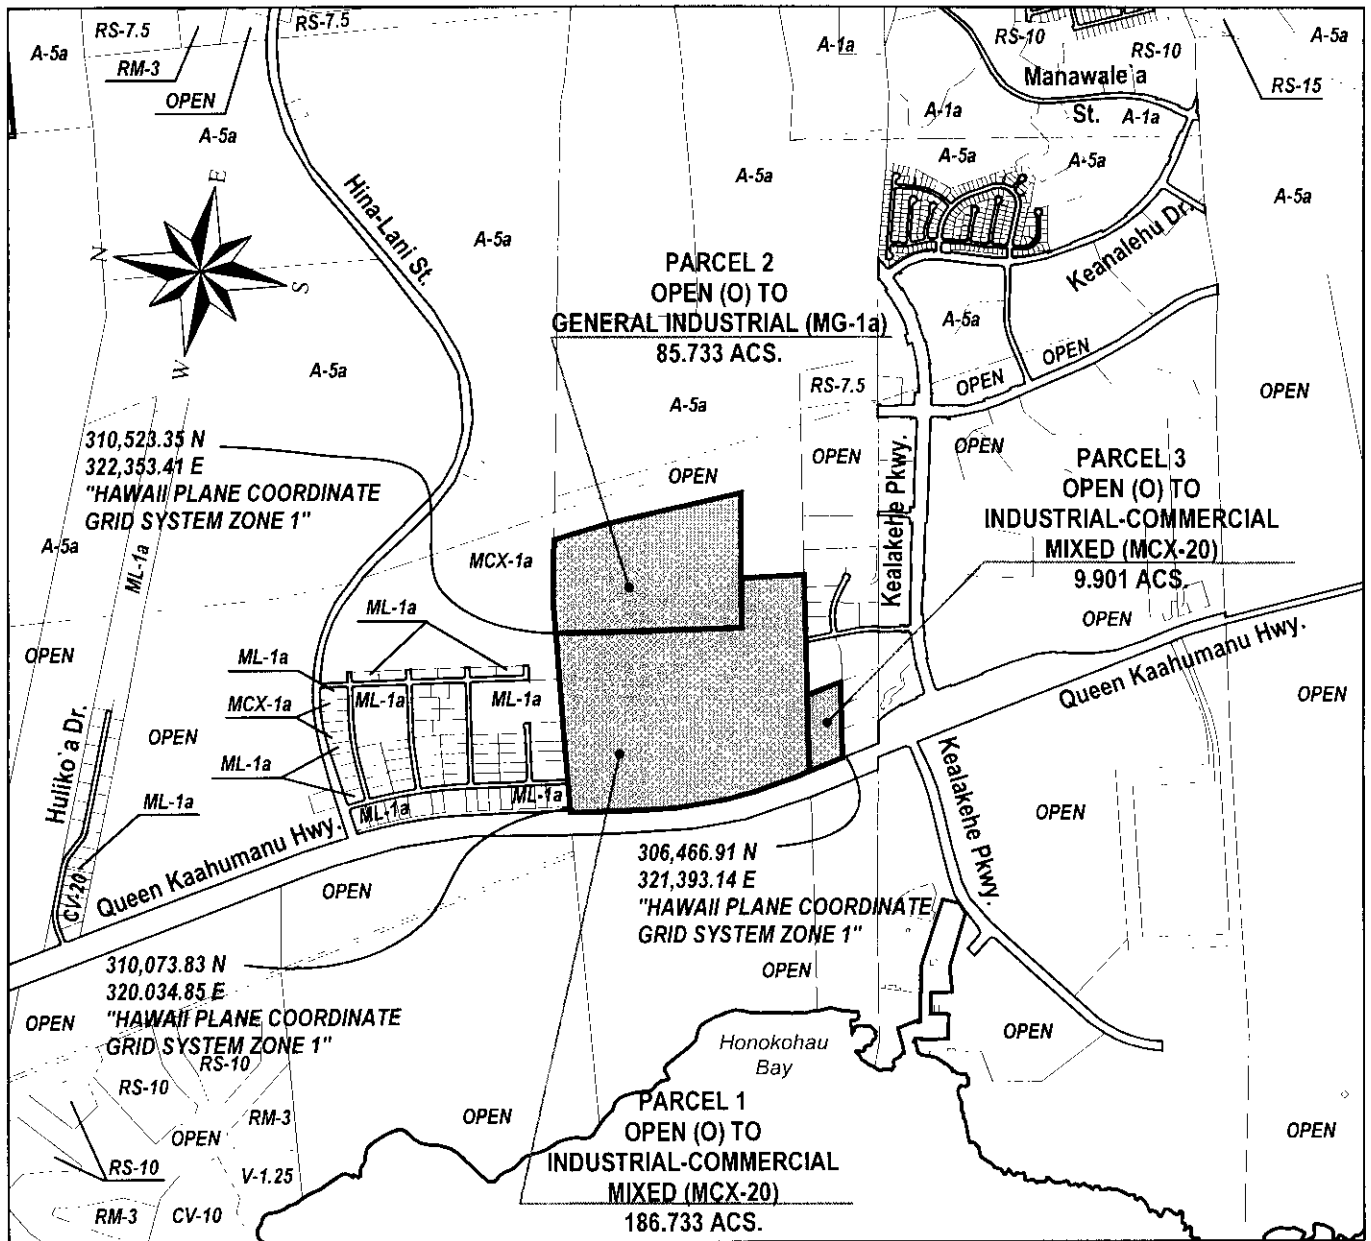 RS-7.5
RS-7.5
A-5a
RM-3
OPEN
A-5a
A-1a
RS-10
RS-10
A-5a
RS-15
Manawale`a
St.
A-1a
A-1a
A-5a
A-5a
A-5a
A-5a
E
N
S
W
Hina-Lani St.
A-5a
A-5a
Keanalehu Dr.
PARCEL 2
OPEN (O) TO
GENERAL INDUSTRIAL (MG-1a)
85.733 ACS.
A-5a
OPEN
OPEN
OPEN
RS-7.5
A-5a
OPEN
OPEN
OPEN
Kealakehe Pkwy.
310,523.35 N
322,353.41 E
"HAWAII PLANE COORDINATE
GRID SYSTEM ZONE 1"
PARCEL 3
OPEN (O) TO
INDUSTRIAL-COMMERCIAL
MIXED (MCX-20)
9.901 ACS.
A-5a
ML-1a
MCX-1a
ML-1a
OPEN
OPEN
ML-1a
MCX-1a
ML-1a
ML-1a
ML-1a
OPEN
Queen Kaahumanu Hwy.
OPEN
Huliko`a Dr.
ML-1a
ML-1a
ML-1a
CV-20
Queen Kaahumanu Hwy.
OPEN
Kealakehe Pkwy.
OPEN
306,466.91 N
321,393.14 E
"HAWAII PLANE COORDINATE
GRID SYSTEM ZONE 1"
310,073.83 N
320.034.85 E
"HAWAII PLANE COORDINATE
GRID SYSTEM ZONE 1"
OPEN
OPEN
OPEN
Honokohau
Bay
RS-10
RS-10
RM-3
OPEN
OPEN
OPEN
PARCEL 1
OPEN (O) TO
INDUSTRIAL-COMMERCIAL
MIXED (MCX-20)
186.733 ACS.
RS-10
V-1.25
RM-3
CV-10